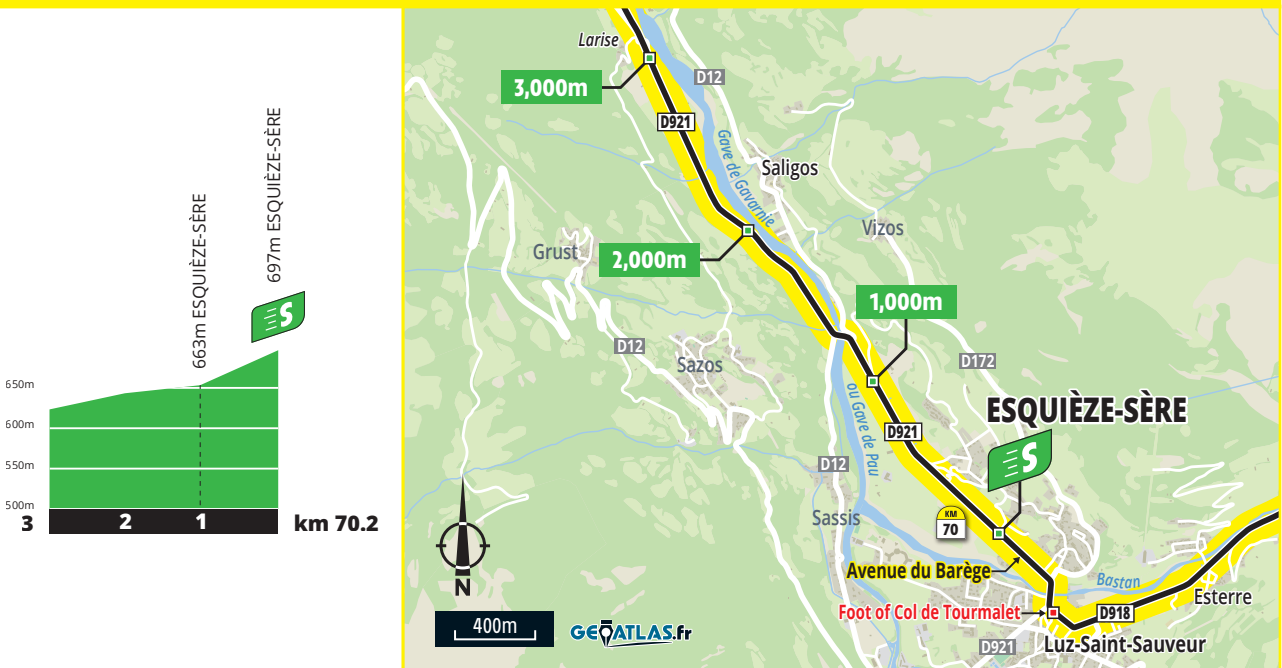 663m ESQUIÈZE-SÈRE
697m ESQUIÈZE-SÈRE
S
650m
600m
550m
500m
3 2 1 km 70.2
Larise
3,000m
D12
D921
Gave de Gavarnie
Saligos
Grust
Vizos
2,000m
1,000m
D12
Sazos
D172
ou Gave de Pau
ESQUIÈZE-SÈRE
D921
S
D12
Sassis
KM
70
Avenue du Barège
Bastan
N
Foot of Col de Tourmalet
D918
Esterre
400m
GEOATLAS.fr
D921
Luz-Saint-Sauveur